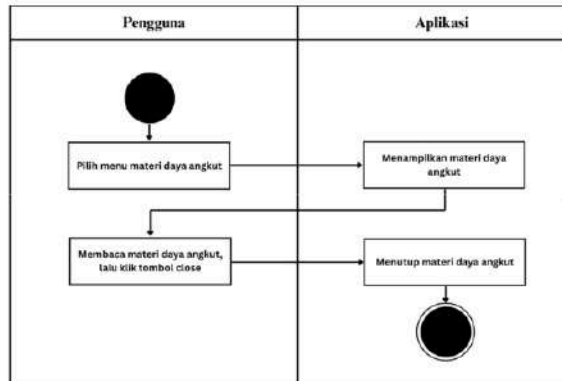 Pengguna
Aplikasi
Pilih menu materi daya angkut
Menampilkan materi daya
angkut
Membaca materi daya angkut,
lalu klik tombol close
Menutup materi daya angkut